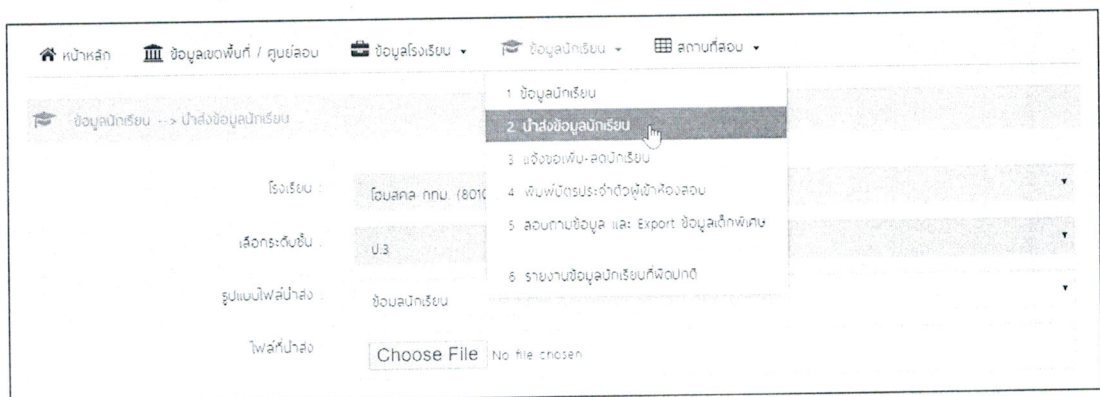 หน้าหลัก ข้อมูลเขตพื้นที่ / ศูนย์สอบ ข้อมูลโรงเรียน ข้อมูลนักเรียน สถานที่สอบ
1 ข้อมูลนักเรียน
ข้อมูลนักเรียน --> นำส่งข้อมูลนักเรียน
2 นำส่งข้อมูลนักเรียน
3 แจ้งขอเพิ่ม-ลดนักเรียน
โรงเรียน :
โฮมสคูล กทม. (8010
4 พิมพ์บัตรประจำตัวผู้เข้าห้องสอบ
5 สอบถามข้อมูล และ Export ข้อมูลเด็กพิเศษ
เลือกระดับชั้น :
ป.3
6 รายงานข้อมูลนักเรียนที่ผิดปกติ
รูปแบบไฟล์นำส่ง :
ข้อมูลนักเรียน
ไฟล์ที่นำส่ง :
Choose File No file chosen